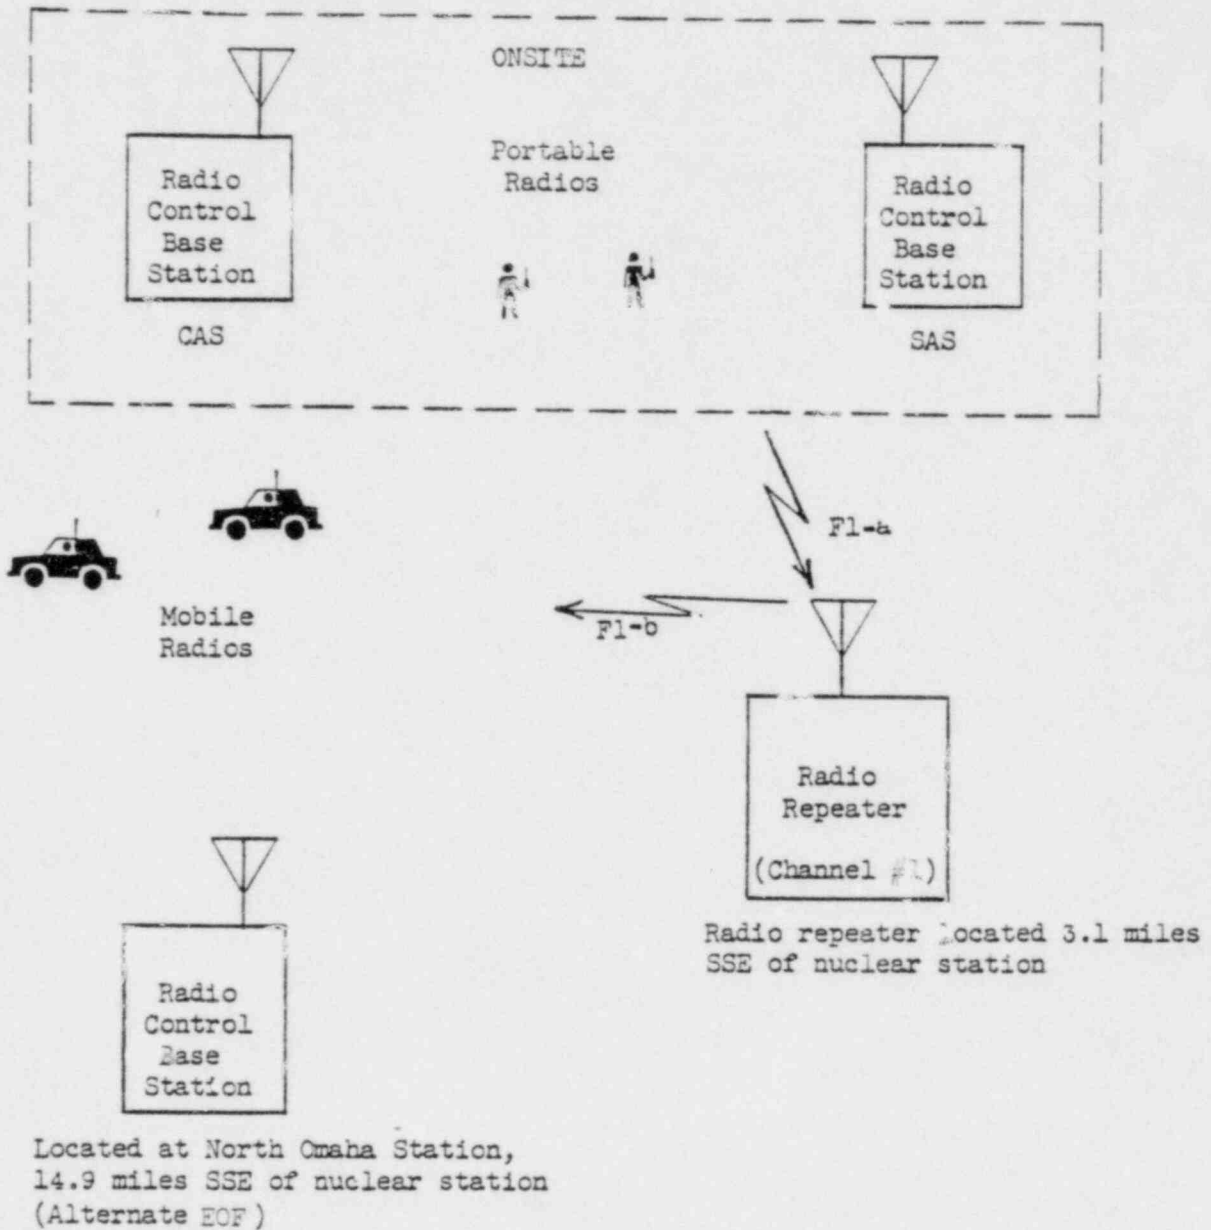 ONSITE
Portable
Radios
Radio
Control
Base
Station
CAS
Radio
Control
Base
Station
SAS
F1-a
F1-b
Mobile
Radios
Radio
Repeater
(Channel #1)
Radio repeater located 3.1 miles
SSE of nuclear station
Radio
Control
Base
Station
Located at North Omaha Station,
14.9 miles SSE of nuclear station
(Alternate EOF)